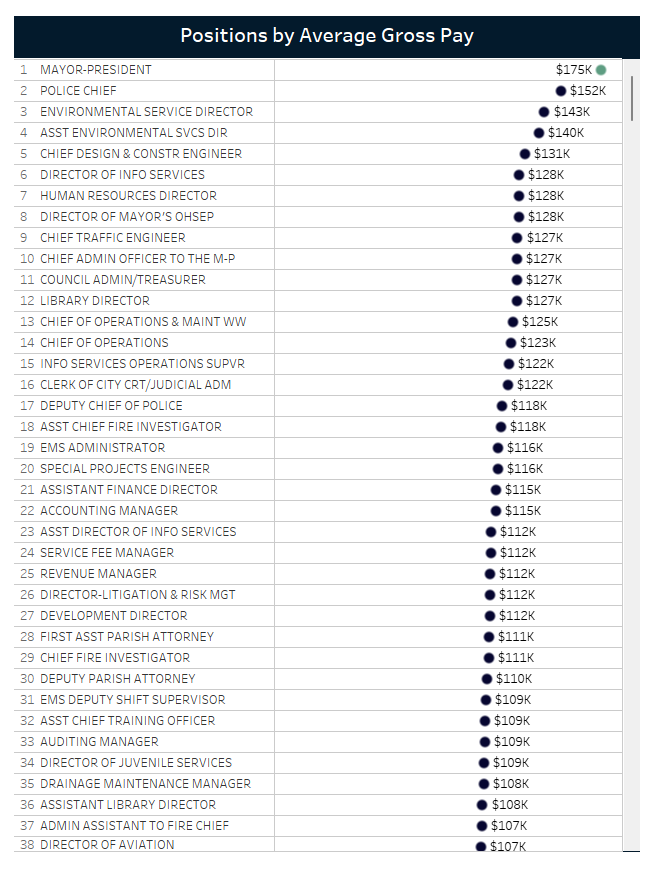 Positions by Average Gross Pay
1 MAYOR-PRESIDENT $175K
2 POLICE CHIEF $152K
3 ENVIRONMENTAL SERVICE DIRECTOR $143K
4 ASST ENVIRONMENTAL SVCS DIR $140K
5 CHIEF DESIGN & CONSTR ENGINEER $131K
6 DIRECTOR OF INFO SERVICES $128K
7 HUMAN RESOURCES DIRECTOR $128K
8 DIRECTOR OF MAYOR'S OHSEP $128K
9 CHIEF TRAFFIC ENGINEER $127K
10 CHIEF ADMIN OFFICER TO THE M-P $127K
11 COUNCIL ADMIN/TREASURER $127K
12 LIBRARY DIRECTOR $127K
13 CHIEF OF OPERATIONS & MAINT WW $125K
14 CHIEF OF OPERATIONS $123K
15 INFO SERVICES OPERATIONS SUPVR $122K
16 CLERK OF CITY CRT/JUDICIAL ADM $122K
17 DEPUTY CHIEF OF POLICE $118K
18 ASST CHIEF FIRE INVESTIGATOR $118K
19 EMS ADMINISTRATOR $116K
20 SPECIAL PROJECTS ENGINEER $116K
21 ASSISTANT FINANCE DIRECTOR $115K
22 ACCOUNTING MANAGER $115K
23 ASST DIRECTOR OF INFO SERVICES $112K
24 SERVICE FEE MANAGER $112K
25 REVENUE MANAGER $112K
26 DIRECTOR-LITIGATION & RISK MGT $112K
27 DEVELOPMENT DIRECTOR $112K
28 FIRST ASST PARISH ATTORNEY $111K
29 CHIEF FIRE INVESTIGATOR $111K
30 DEPUTY PARISH ATTORNEY $110K
31 EMS DEPUTY SHIFT SUPERVISOR $109K
32 ASST CHIEF TRAINING OFFICER $109K
33 AUDITING MANAGER $109K
34 DIRECTOR OF JUVENILE SERVICES $109K
35 DRAINAGE MAINTENANCE MANAGER $108K
36 ASSISTANT LIBRARY DIRECTOR $108K
37 ADMIN ASSISTANT TO FIRE CHIEF $107K
38 DIRECTOR OF AVIATION $107K